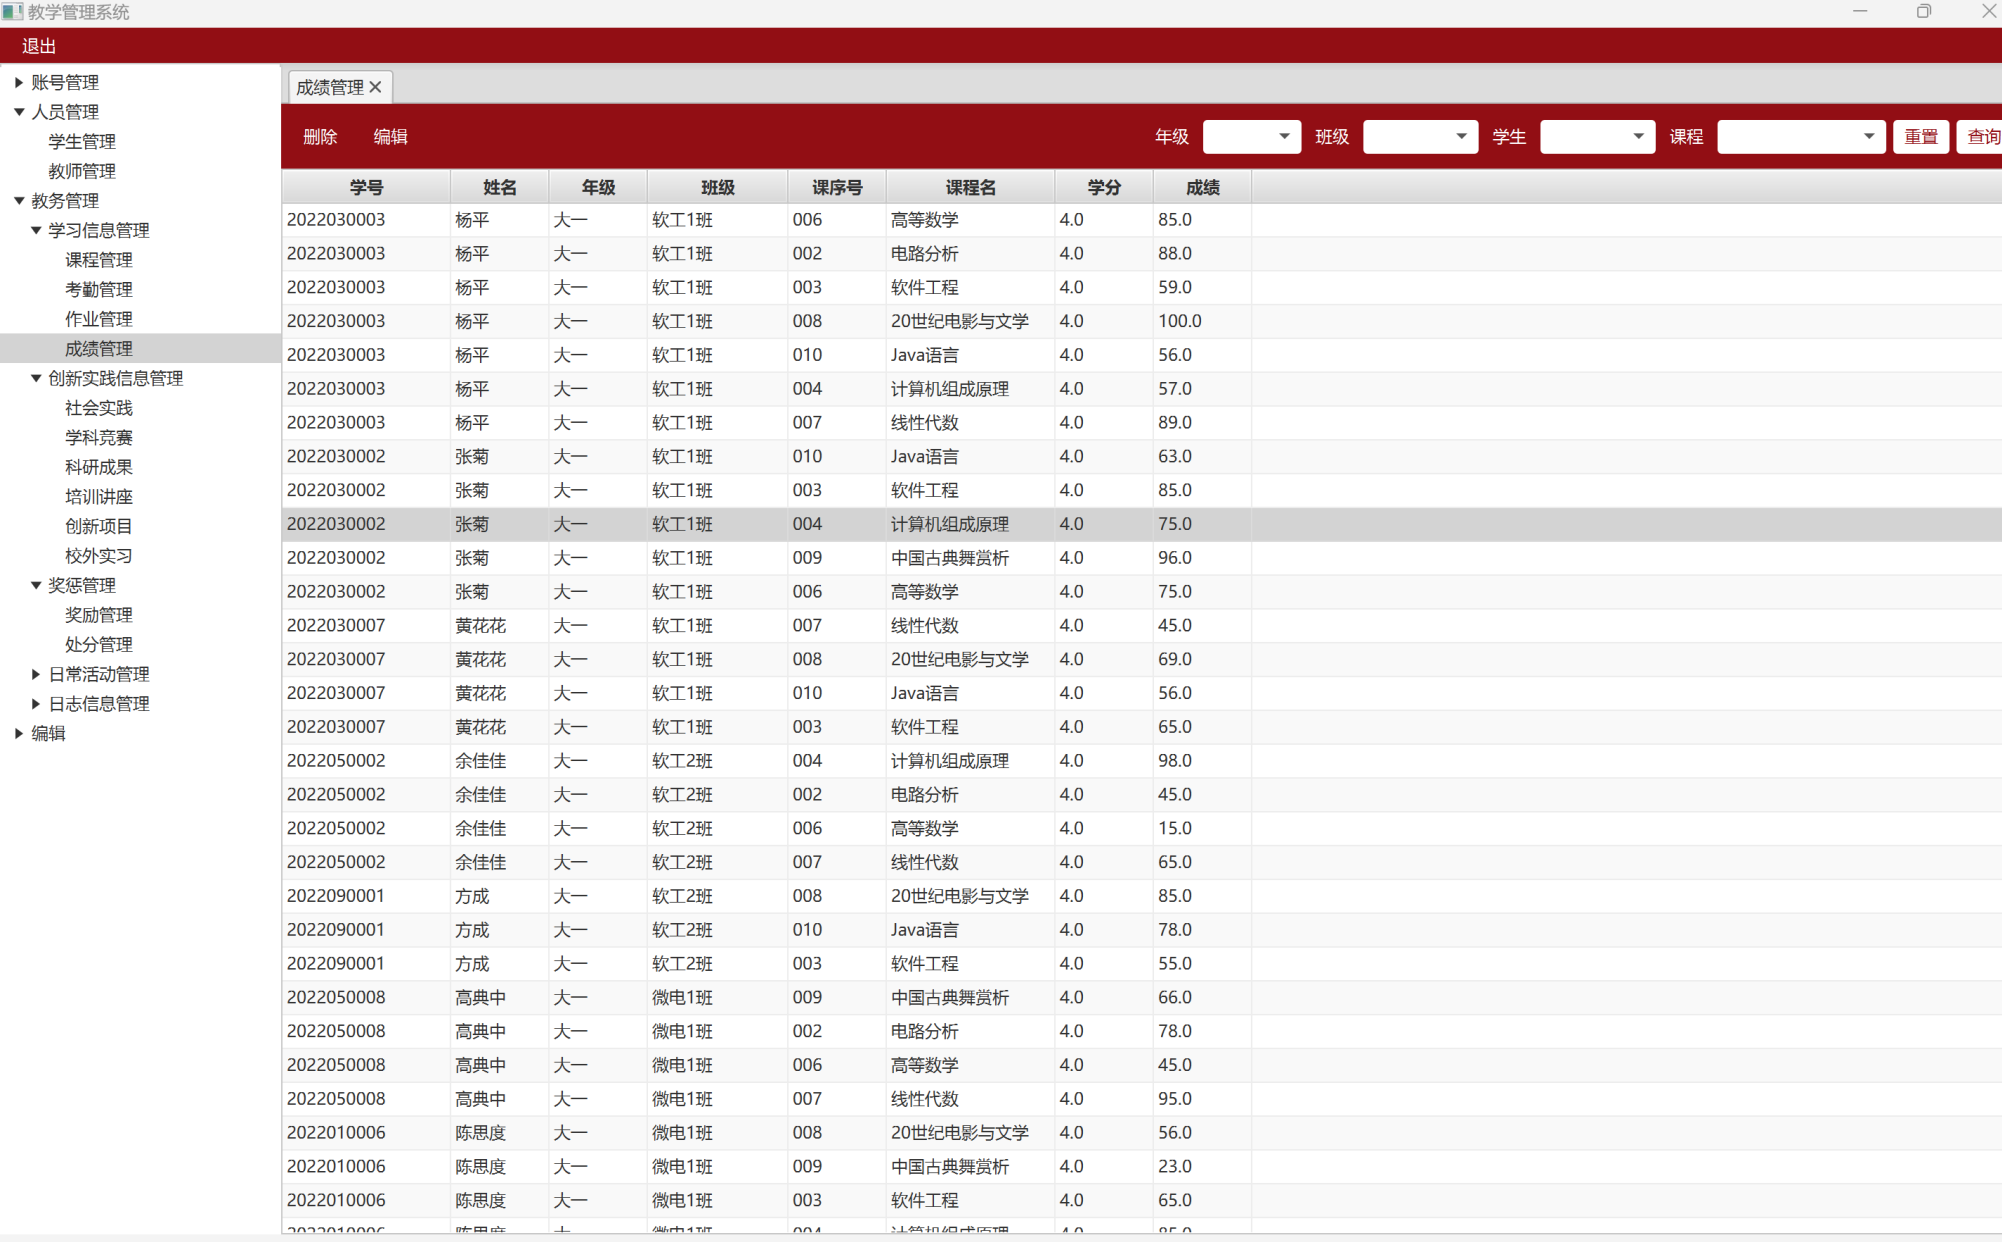 教学管理系统
退出
账号管理
人员管理
学生管理
教师管理
教务管理
学习信息管理
课程管理
考勤管理
作业管理
成绩管理
创新实践信息管理
社会实践
学科竞赛
科研成果
培训讲座
创新项目
校外实习
奖惩管理
奖励管理
处分管理
日常活动管理
日志信息管理
编辑
成绩管理
删除 编辑 年级 班级 学生 课程 重置 查询
学号 姓名 年级 班级 课序号 课程名 学分 成绩
2022030003 杨平 大一 软工1班 006 高等数学 4.0 85.0
2022030003 杨平 大一 软工1班 002 电路分析 4.0 88.0
2022030003 杨平 大一 软工1班 003 软件工程 4.0 59.0
2022030003 杨平 大一 软工1班 008 20世纪电影与文学 4.0 100.0
2022030003 杨平 大一 软工1班 010 Java语言 4.0 56.0
2022030003 杨平 大一 软工1班 004 计算机组成原理 4.0 57.0
2022030003 杨平 大一 软工1班 007 线性代数 4.0 89.0
2022030002 张菊 大一 软工1班 010 Java语言 4.0 63.0
2022030002 张菊 大一 软工1班 003 软件工程 4.0 85.0
2022030002 张菊 大一 软工1班 004 计算机组成原理 4.0 75.0
2022030002 张菊 大一 软工1班 009 中国古典舞赏析 4.0 96.0
2022030002 张菊 大一 软工1班 006 高等数学 4.0 75.0
2022030007 黄花花 大一 软工1班 007 线性代数 4.0 45.0
2022030007 黄花花 大一 软工1班 008 20世纪电影与文学 4.0 69.0
2022030007 黄花花 大一 软工1班 010 Java语言 4.0 56.0
2022030007 黄花花 大一 软工1班 003 软件工程 4.0 65.0
2022050002 余佳佳 大一 软工2班 004 计算机组成原理 4.0 98.0
2022050002 余佳佳 大一 软工2班 002 电路分析 4.0 45.0
2022050002 余佳佳 大一 软工2班 006 高等数学 4.0 15.0
2022050002 余佳佳 大一 软工2班 007 线性代数 4.0 65.0
2022090001 方成 大一 软工2班 008 20世纪电影与文学 4.0 85.0
2022090001 方成 大一 软工2班 010 Java语言 4.0 78.0
2022090001 方成 大一 软工2班 003 软件工程 4.0 55.0
2022050008 高典中 大一 微电1班 009 中国古典舞赏析 4.0 66.0
2022050008 高典中 大一 微电1班 002 电路分析 4.0 78.0
2022050008 高典中 大一 微电1班 006 高等数学 4.0 45.0
2022050008 高典中 大一 微电1班 007 线性代数 4.0 95.0
2022010006 陈思度 大一 微电1班 008 20世纪电影与文学 4.0 56.0
2022010006 陈思度 大一 微电1班 009 中国古典舞赏析 4.0 23.0
2022010006 陈思度 大一 微电1班 003 软件工程 4.0 65.0